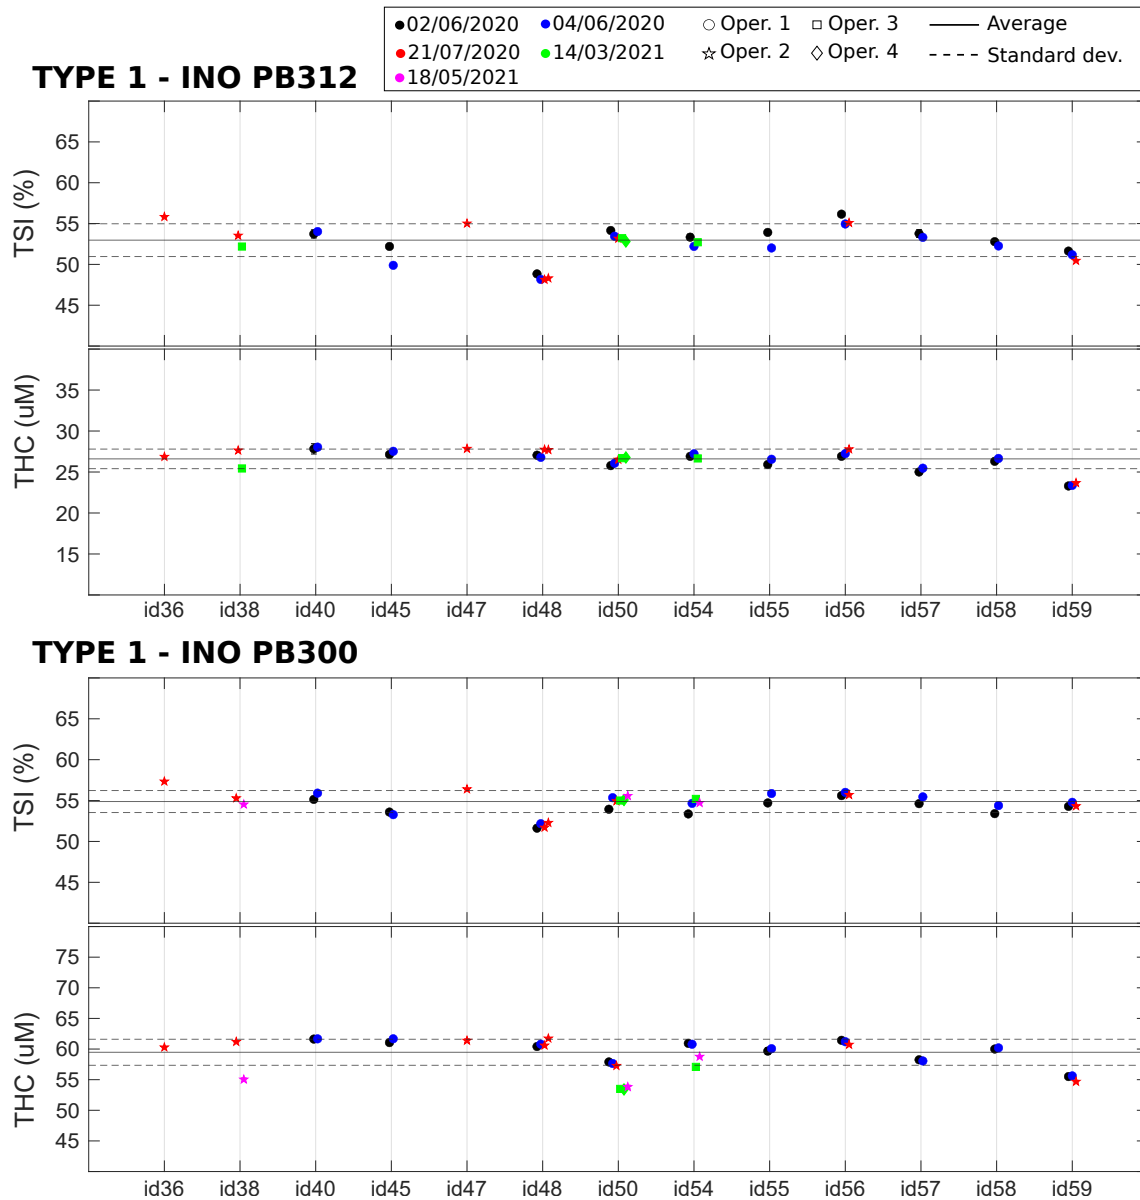 02/06/2020 04/06/2020 Oper. 1 Oper. 3 Average
21/07/2020 14/03/2021 Oper. 2 Oper. 4 Standard dev.
18/05/2021
TYPE 1 - INO PB312
TSI (%)
65
60
55
50
45
THC (uM)
35
30
25
20
15
id36 id38 id40 id45 id47 id48 id50 id54 id55 id56 id57 id58 id59
TYPE 1 - INO PB300
TSI (%)
65
60
55
50
45
THC (uM)
75
70
65
60
55
50
45
id36 id38 id40 id45 id47 id48 id50 id54 id55 id56 id57 id58 id59